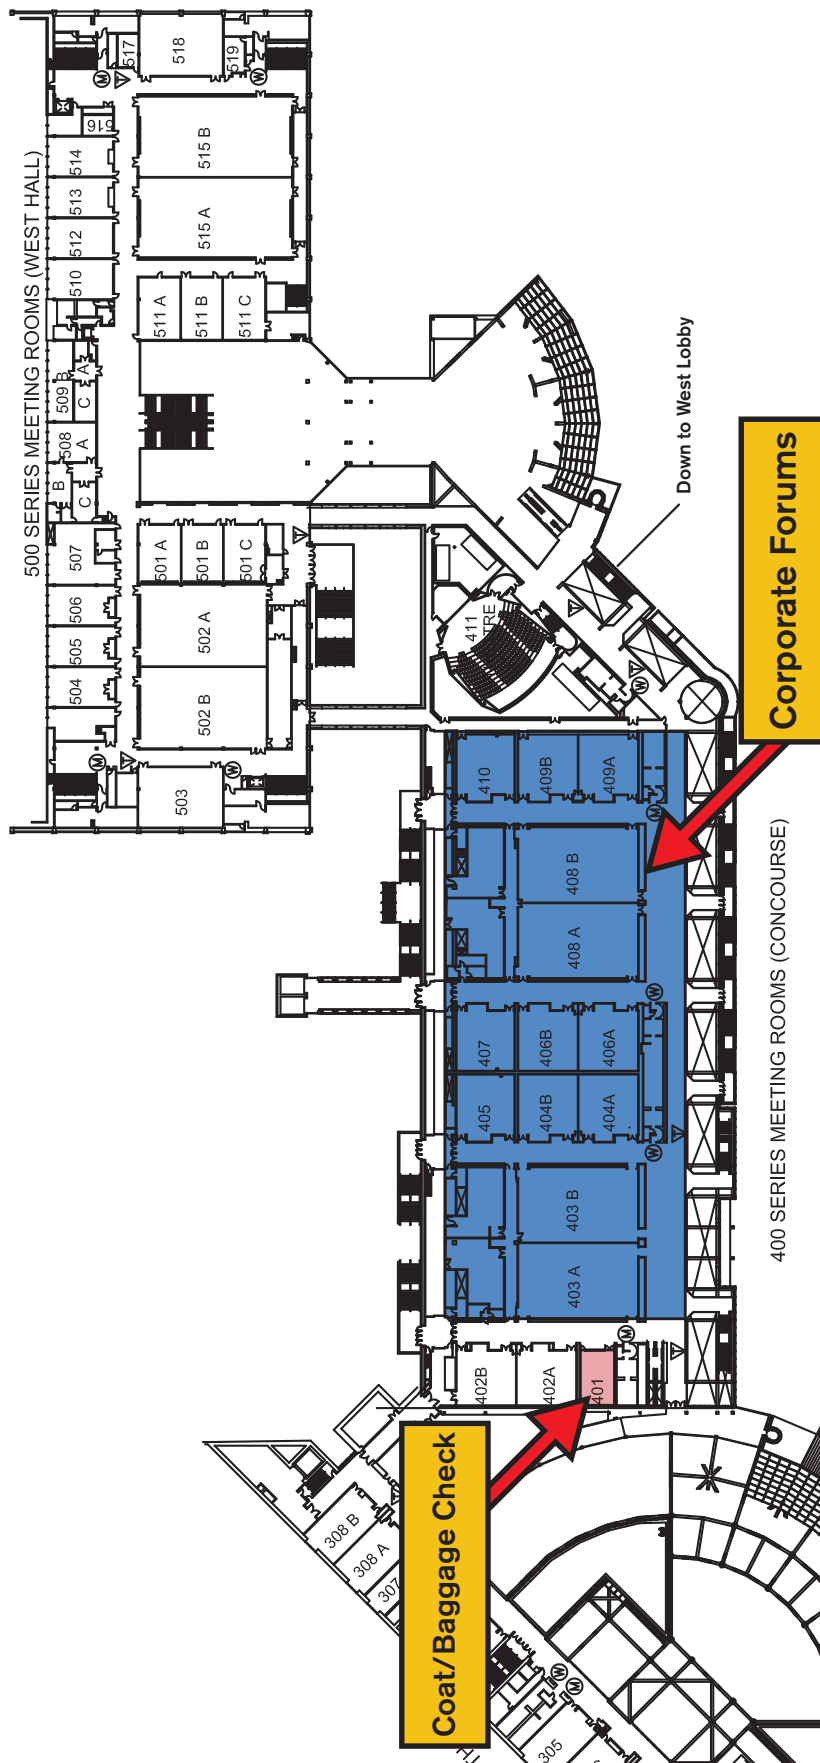 500 SERIES MEETING ROOMS (WEST HALL)
517
518
519
M
T
W
516
514
513
512
510
515 B
515 A
511 A
511 B
511 C
509 B
A
C
508
A
B
C
507
506
505
504
501 A
501 B
501 C
T
502 A
502 B
503
M
T
W
411
TRE
T
W
T
Down to West Lobby
Corporate Forums
400 SERIES MEETING ROOMS (CONCOURSE)
410
409B
409A
M
408 B
408 A
W
407
406B
406A
405
404B
404A
W
T
403 B
403 A
M
T
402B
402A
401
Coat/Baggage Check
308 B
308 A
307
T
W
M
305